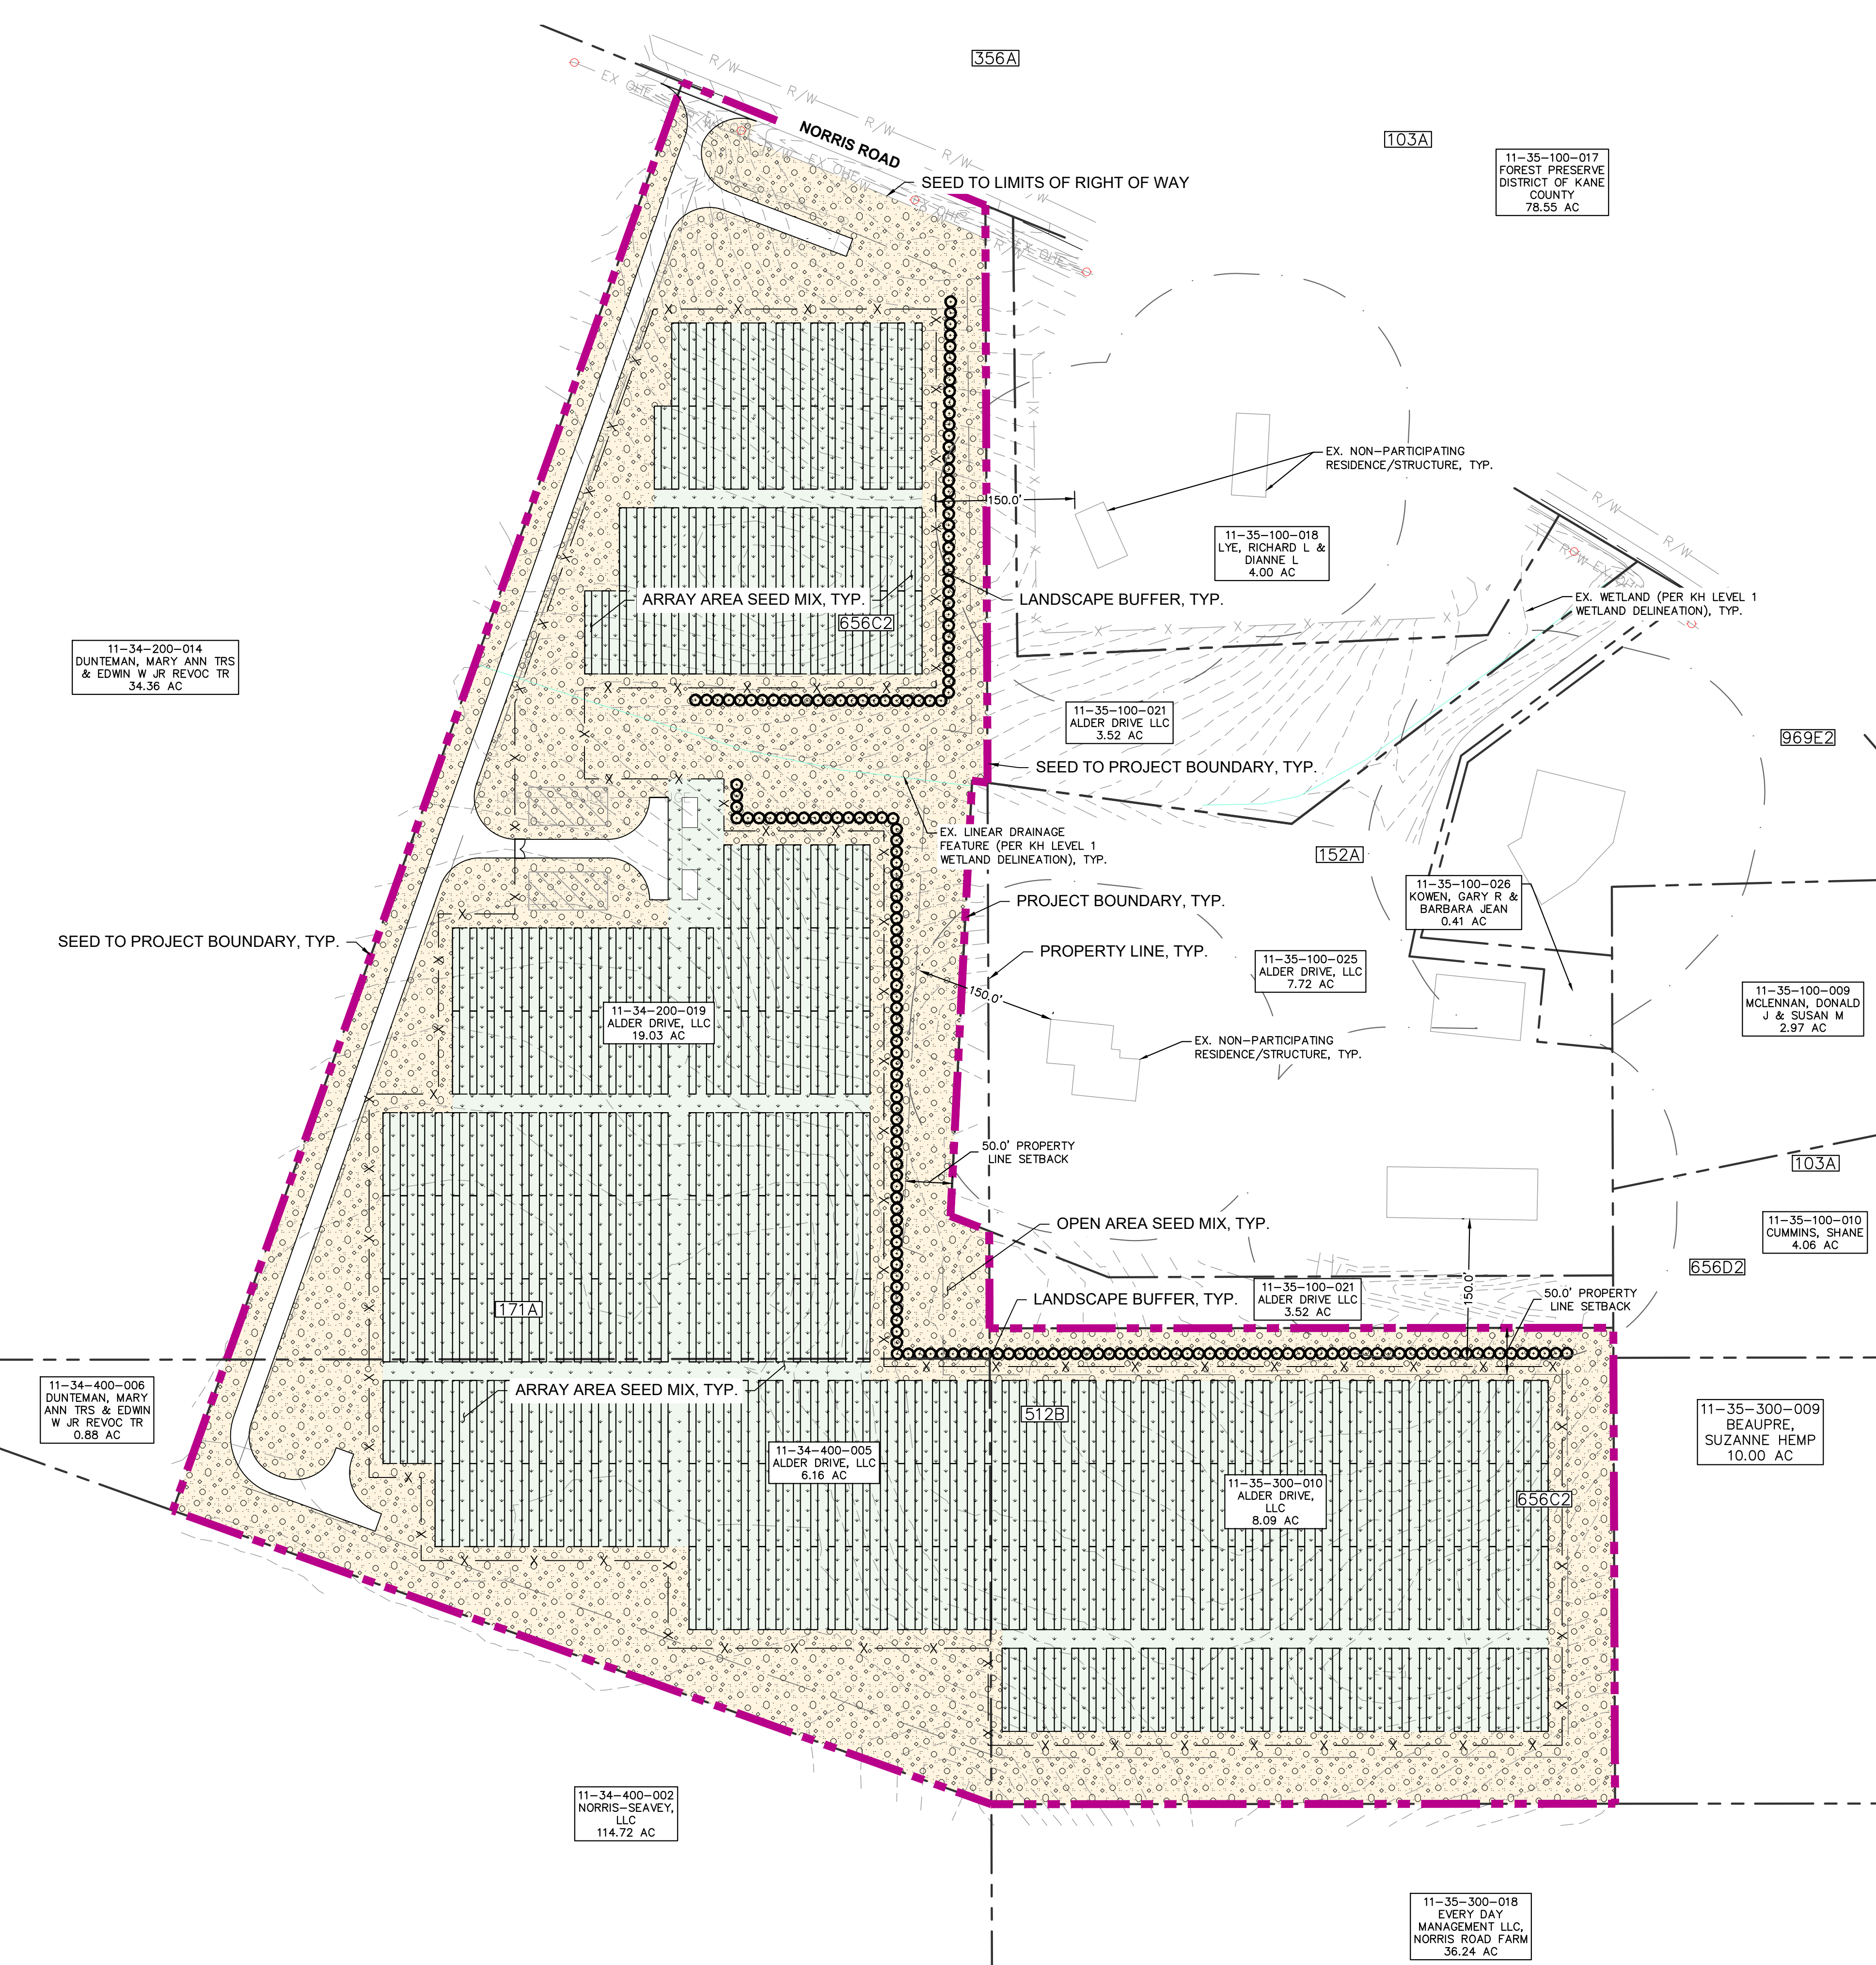 356A
R/W
R/W
R/W
R/W
R/W
EX OHE
EX OHE
R/W
EX OHE
EX OHE
R/W
NORRIS ROAD
103A
11-35-100-017
FOREST PRESERVE
DISTRICT OF KANE
COUNTY
78.55 AC
SEED TO LIMITS OF RIGHT OF WAY
EX. NON-PARTICIPATING
RESIDENCE/STRUCTURE, TYP.
150.0'
11-35-100-018
LYE, RICHARD L &
DIANNE L
4.00 AC
R/W
R/W
R/W
EX. WETLAND (PER KH LEVEL 1
WETLAND DELINEATION), TYP.
ARRAY AREA SEED MIX, TYP.
LANDSCAPE BUFFER, TYP.
656C2
11-34-200-014
DUNTEMAN, MARY ANN TRS
& EDWIN W JR REVOC TR
34.36 AC
11-35-100-021
ALDER DRIVE LLC
3.52 AC
969E2
SEED TO PROJECT BOUNDARY, TYP.
EX. LINEAR DRAINAGE
FEATURE (PER KH LEVEL 1
WETLAND DELINEATION), TYP.
152A
11-35-100-026
KOWEN, GARY R &
BARBARA JEAN
0.41 AC
PROJECT BOUNDARY, TYP.
SEED TO PROJECT BOUNDARY, TYP.
PROPERTY LINE, TYP.
11-35-100-025
ALDER DRIVE, LLC
7.72 AC
150.0'
11-34-200-019
ALDER DRIVE, LLC
19.03 AC
11-35-100-009
MCLENNAN, DONALD
J & SUSAN M
2.97 AC
EX. NON-PARTICIPATING
RESIDENCE/STRUCTURE, TYP.
50.0' PROPERTY
LINE SETBACK
103A
OPEN AREA SEED MIX, TYP.
11-35-100-010
CUMMINS, SHANE
4.06 AC
656D2
150.0'
171A
LANDSCAPE BUFFER, TYP.
11-35-100-021
ALDER DRIVE LLC
3.52 AC
50.0' PROPERTY
LINE SETBACK
11-34-400-006
DUNTEMAN, MARY
ANN TRS & EDWIN
W JR REVOC TR
0.88 AC
ARRAY AREA SEED MIX, TYP.
512B
11-35-300-009
BEAUPRE,
SUZANNE HEMP
10.00 AC
11-34-400-005
ALDER DRIVE, LLC
6.16 AC
11-35-300-010
ALDER DRIVE,
LLC
8.09 AC
656C2
11-34-400-002
NORRIS-SEAVEY,
LLC
114.72 AC
11-35-300-018
EVERY DAY
MANAGEMENT LLC,
NORRIS ROAD FARM
36.24 AC